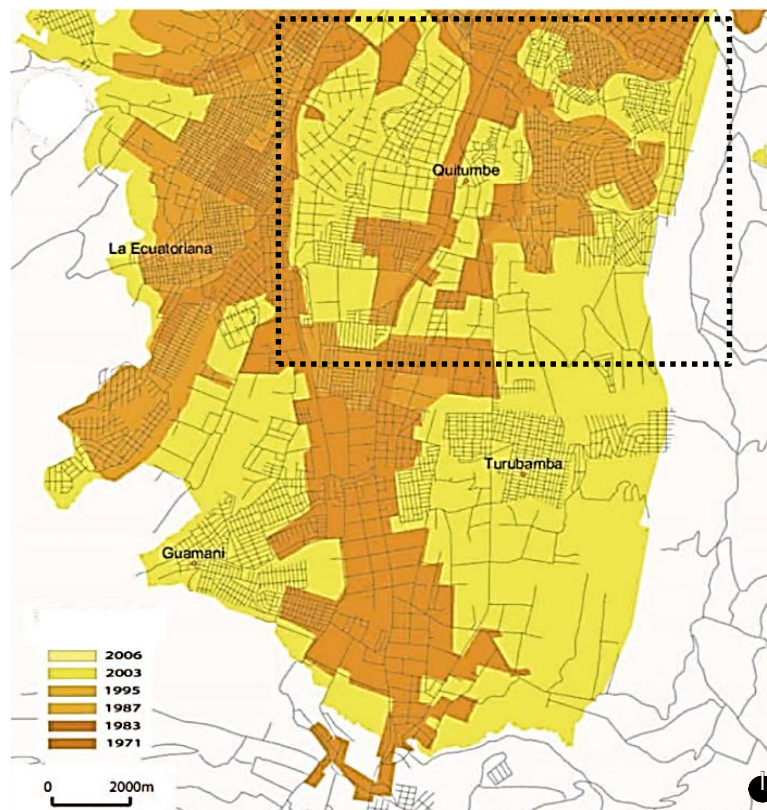 Quitumbe
La Ecuatoriana
Turubamba
Guamani
2006
2003
1995
1987
1983
1971
0 2000m